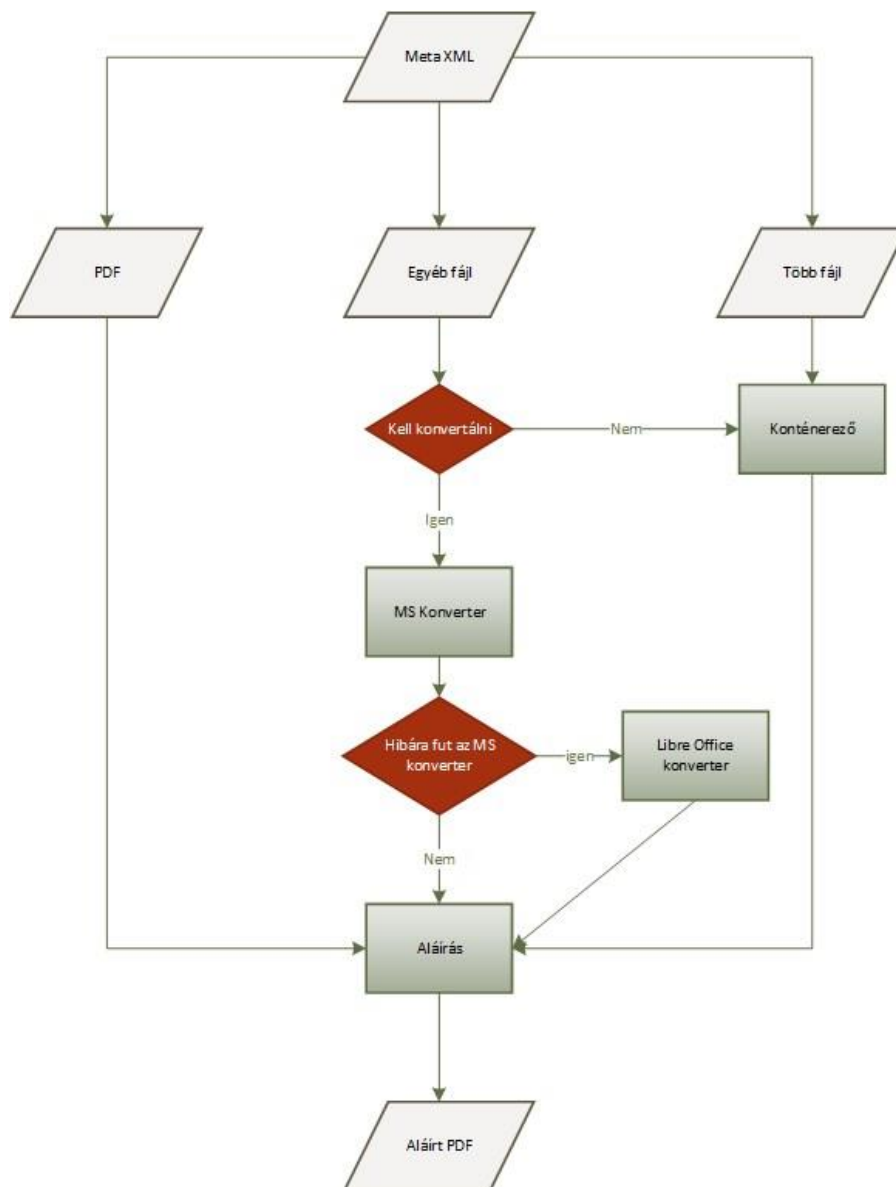 Meta XML
PDF
Egyéb fájl
Több fájl
Kell konvertálni
Nem
Konténerező
Igen
MS Konverter
Hibára fut az MS
konverter
igen
Libre Office
konverter
Nem
Aláírás
Aláírt PDF